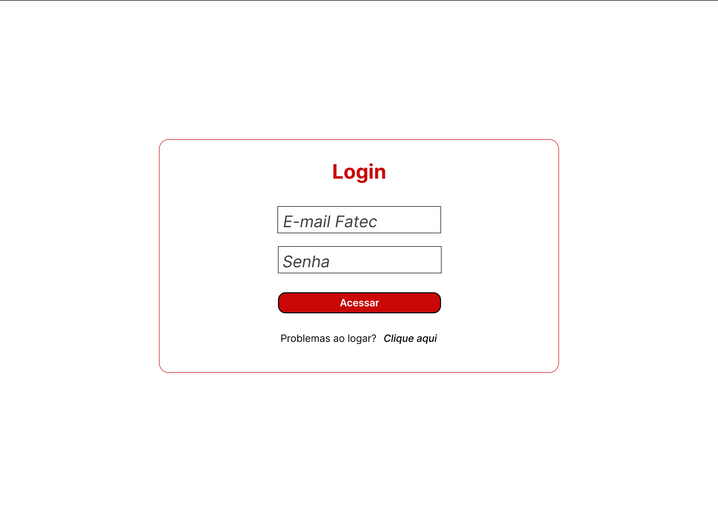 Login
E-mail Fatec
Senha
Acessar
Problemas ao logar? Clique aqui